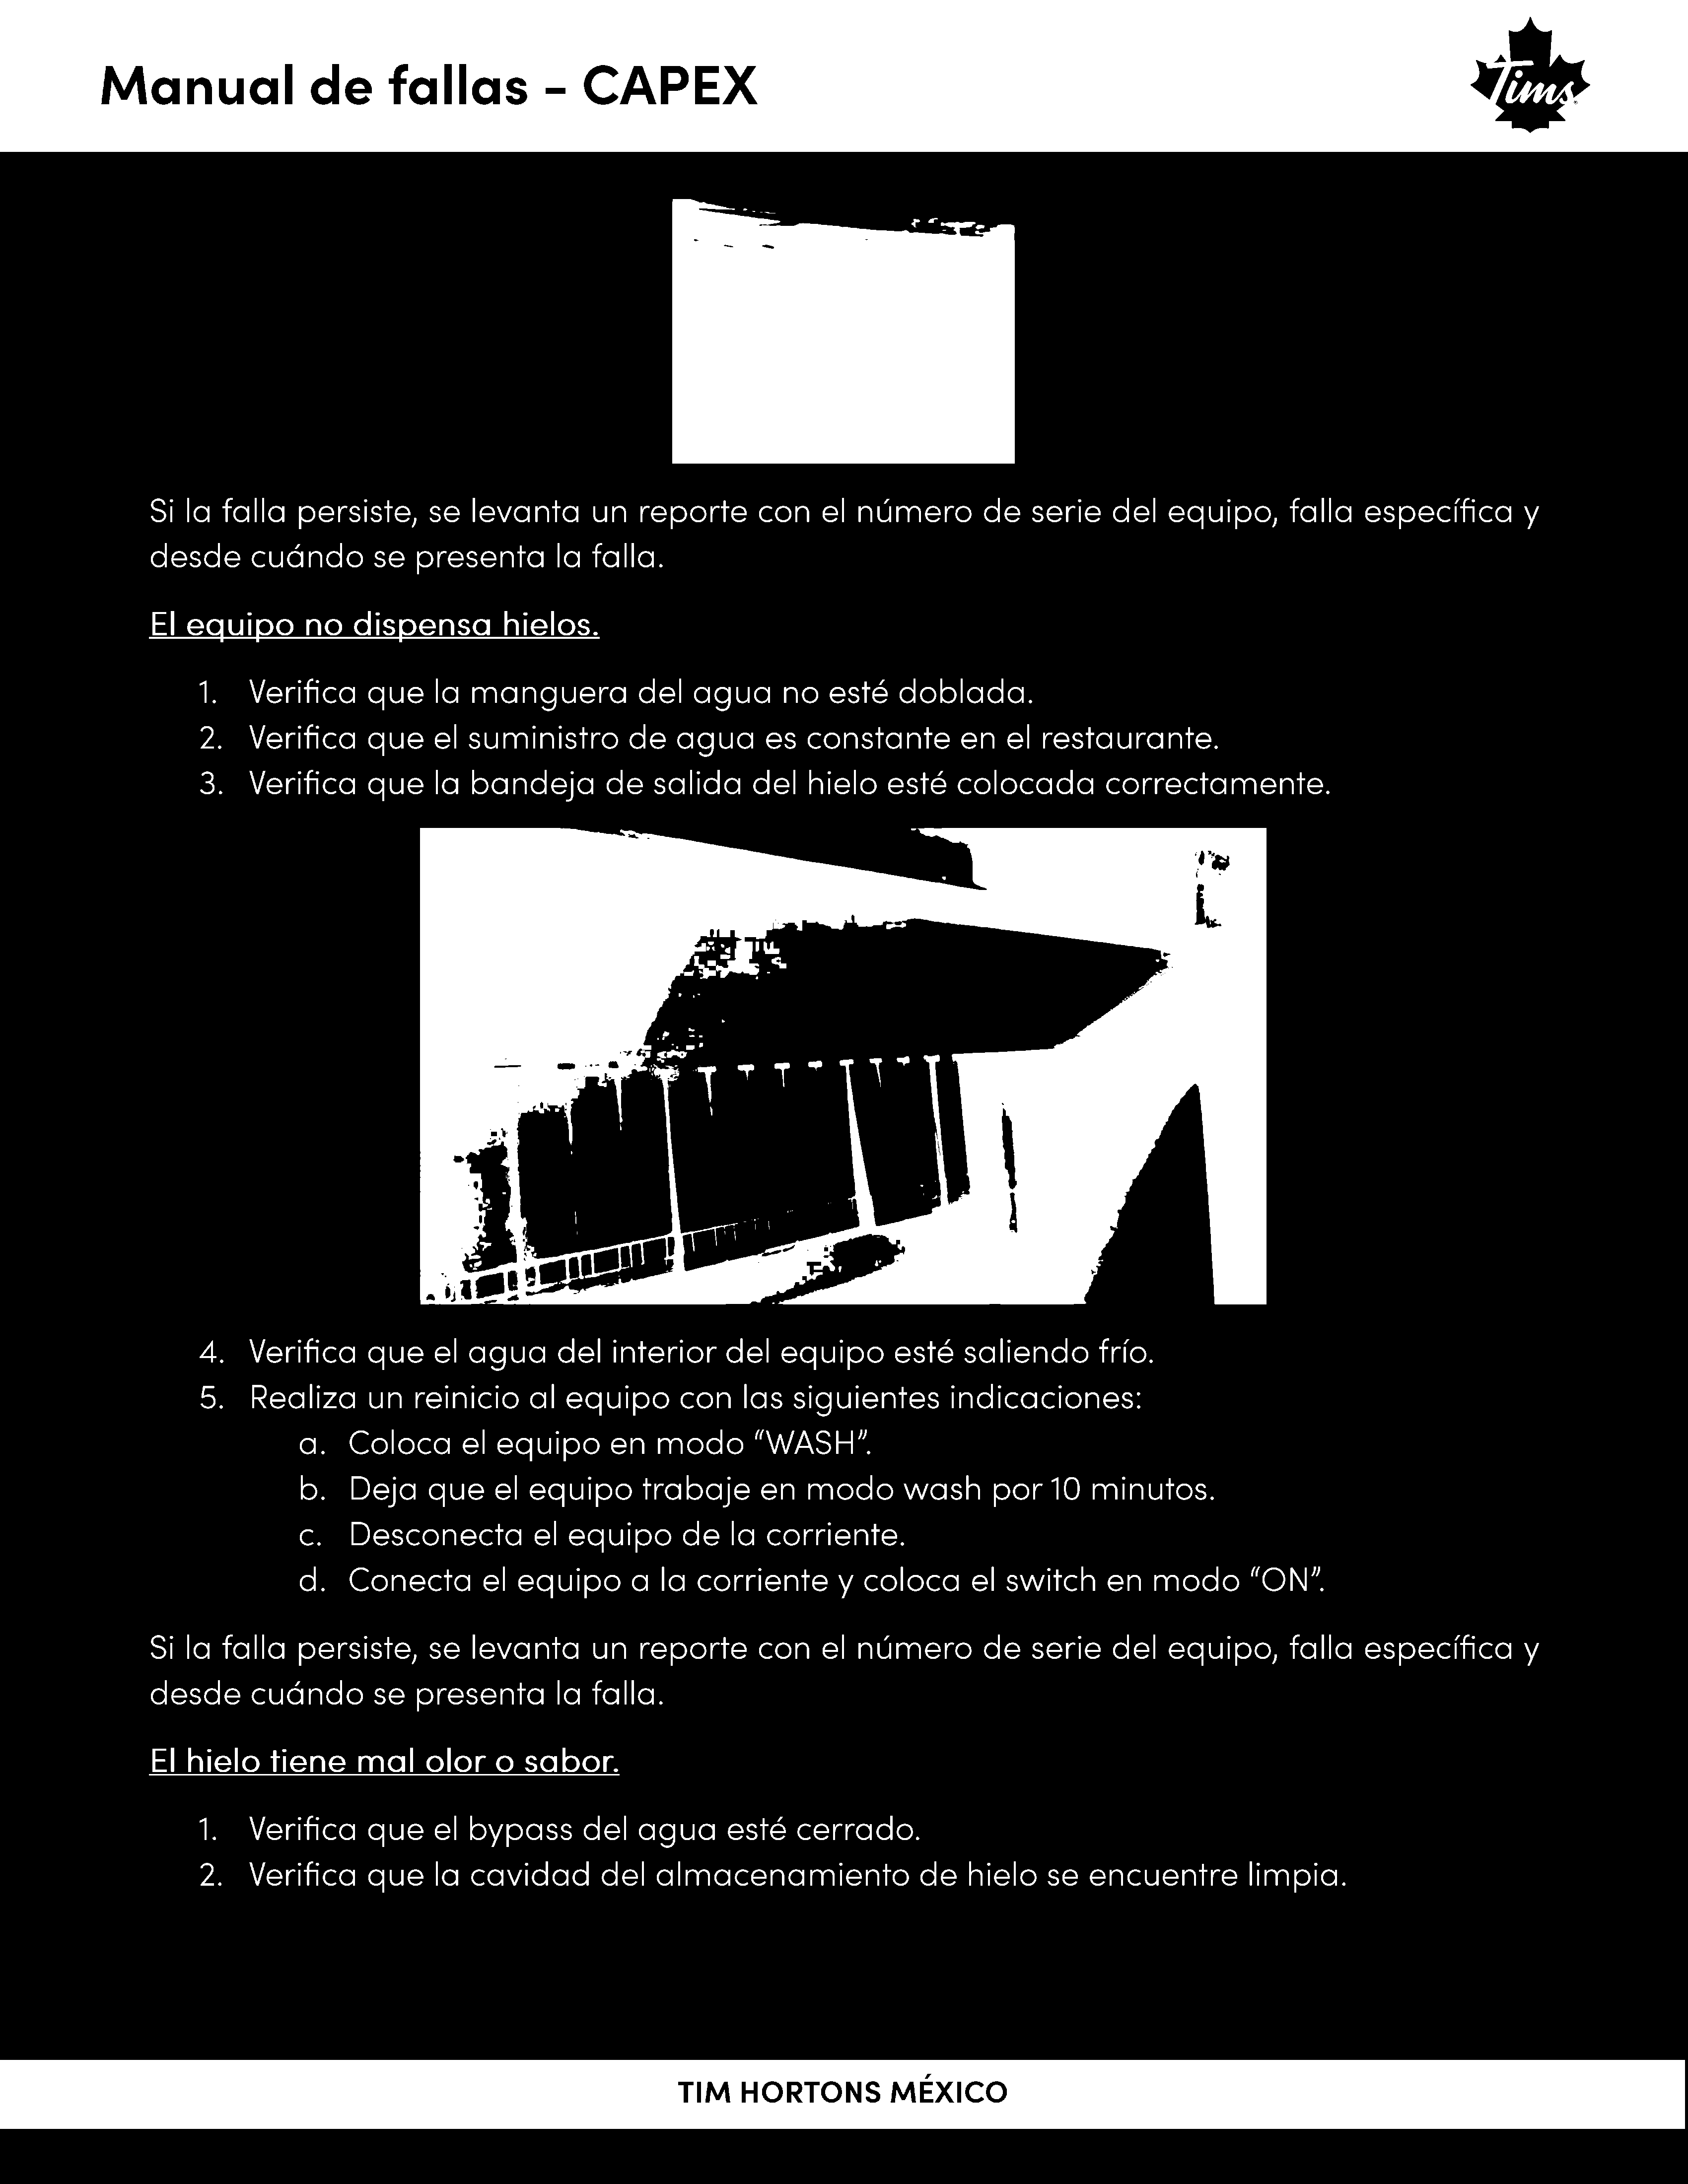 Manual de fallas - CAPEX
Tims
Si la falla persiste, se levanta un reporte con el número de serie del equipo, falla específica y
desde cuándo se presenta la falla.
El equipo no dispensa hielos.
1. Verifica que la manguera del agua no esté doblada.
2. Verifica que el suministro de agua es constante en el restaurante.
3. Verifica que la bandeja de salida del hielo esté colocada correctamente.
4. Verifica que el agua del interior del equipo esté saliendo frío.
5. Realiza un reinicio al equipo con las siguientes indicaciones:
a. Coloca el equipo en modo “WASH”.
b. Deja que el equipo trabaje en modo wash por 10 minutos.
c. Desconecta el equipo de la corriente.
d. Conecta el equipo a la corriente y coloca el switch en modo “ON”.
Si la falla persiste, se levanta un reporte con el número de serie del equipo, falla específica y
desde cuándo se presenta la falla.
El hielo tiene mal olor o sabor.
1. Verifica que el bypass del agua esté cerrado.
2. Verifica que la cavidad del almacenamiento de hielo se encuentre limpia.
TIM HORTONS MÉXICO